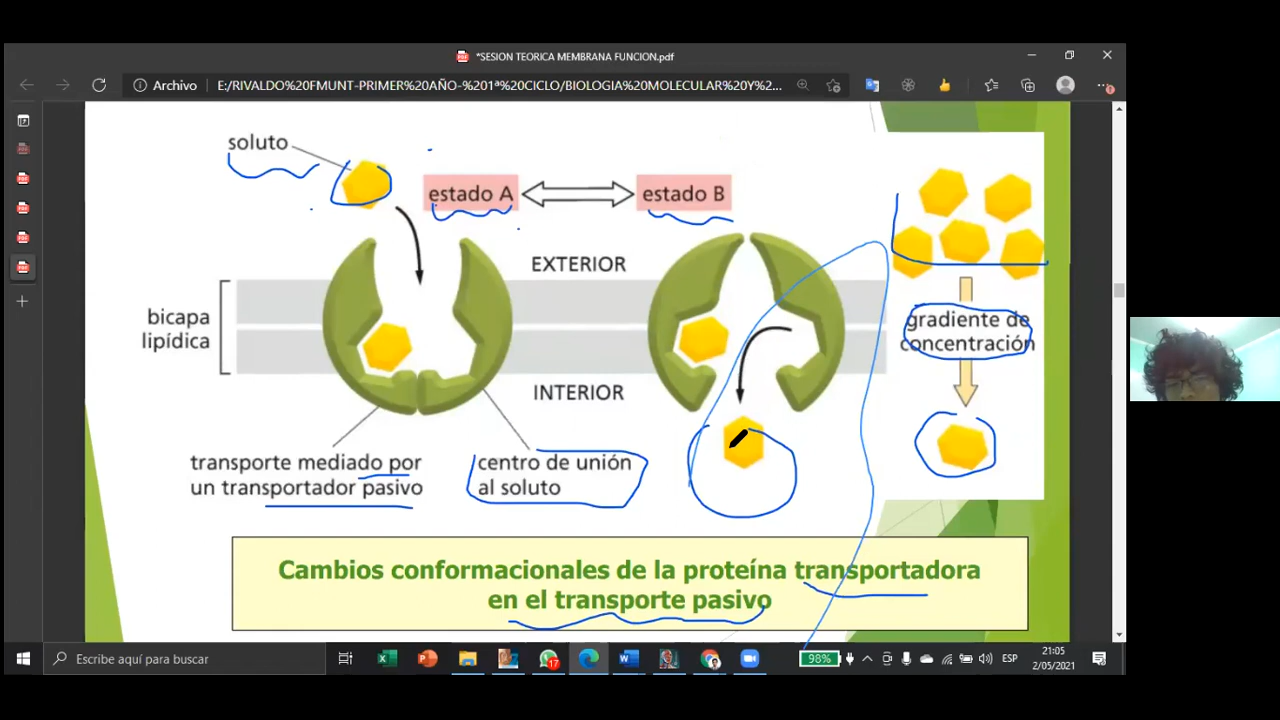 *SESION TEORICA MEMBRANA FUNCION.pdf
Archivo
E:/RIVALDO%20FMUNT-PRIMER%20AÑO-%201ª%20CICLO/BIOLOGIA%20MOLECULAR%20Y%2...
soluto
estado A
estado B
EXTERIOR
bicapa
lipídica
gradiente de
concentración
INTERIOR
transporte mediado por
un transportador pasivo
centro de unión
al soluto
Cambios conformacionales de la proteína transportadora
en el transporte pasivo
Escribe aquí para buscar
17
98%
ESP
21:05
2/05/2021